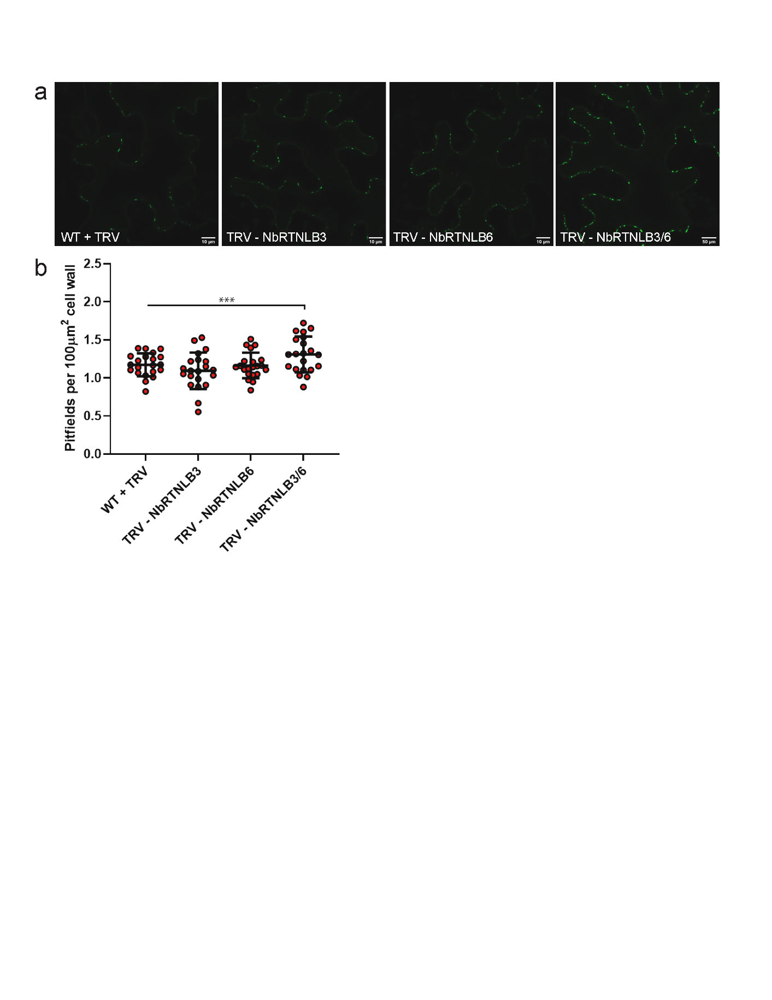 a
WT + TRV
10 µm
TRV - NbRTNLB3
10 µm
TRV - NbRTNLB6
10 µm
TRV - NbRTNLB3/6
50 µm
b
Pitfields per 100μm² cell wall
2.5
2.0
1.5
1.0
0.5
0.0
***
WT + TRV
TRV - NbRTNLB3
TRV - NbRTNLB6
TRV - NbRTNLB3/6